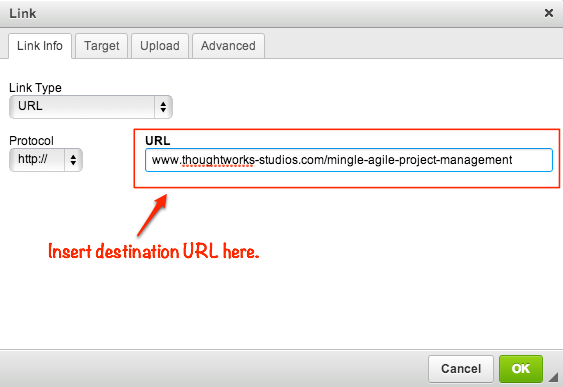 Link
Link Info Target Upload Advanced
Link Type
URL
Protocol URL
http:// www.thoughtworks-studios.com/mingle-agile-project-management
Insert destination URL here.
Cancel OK